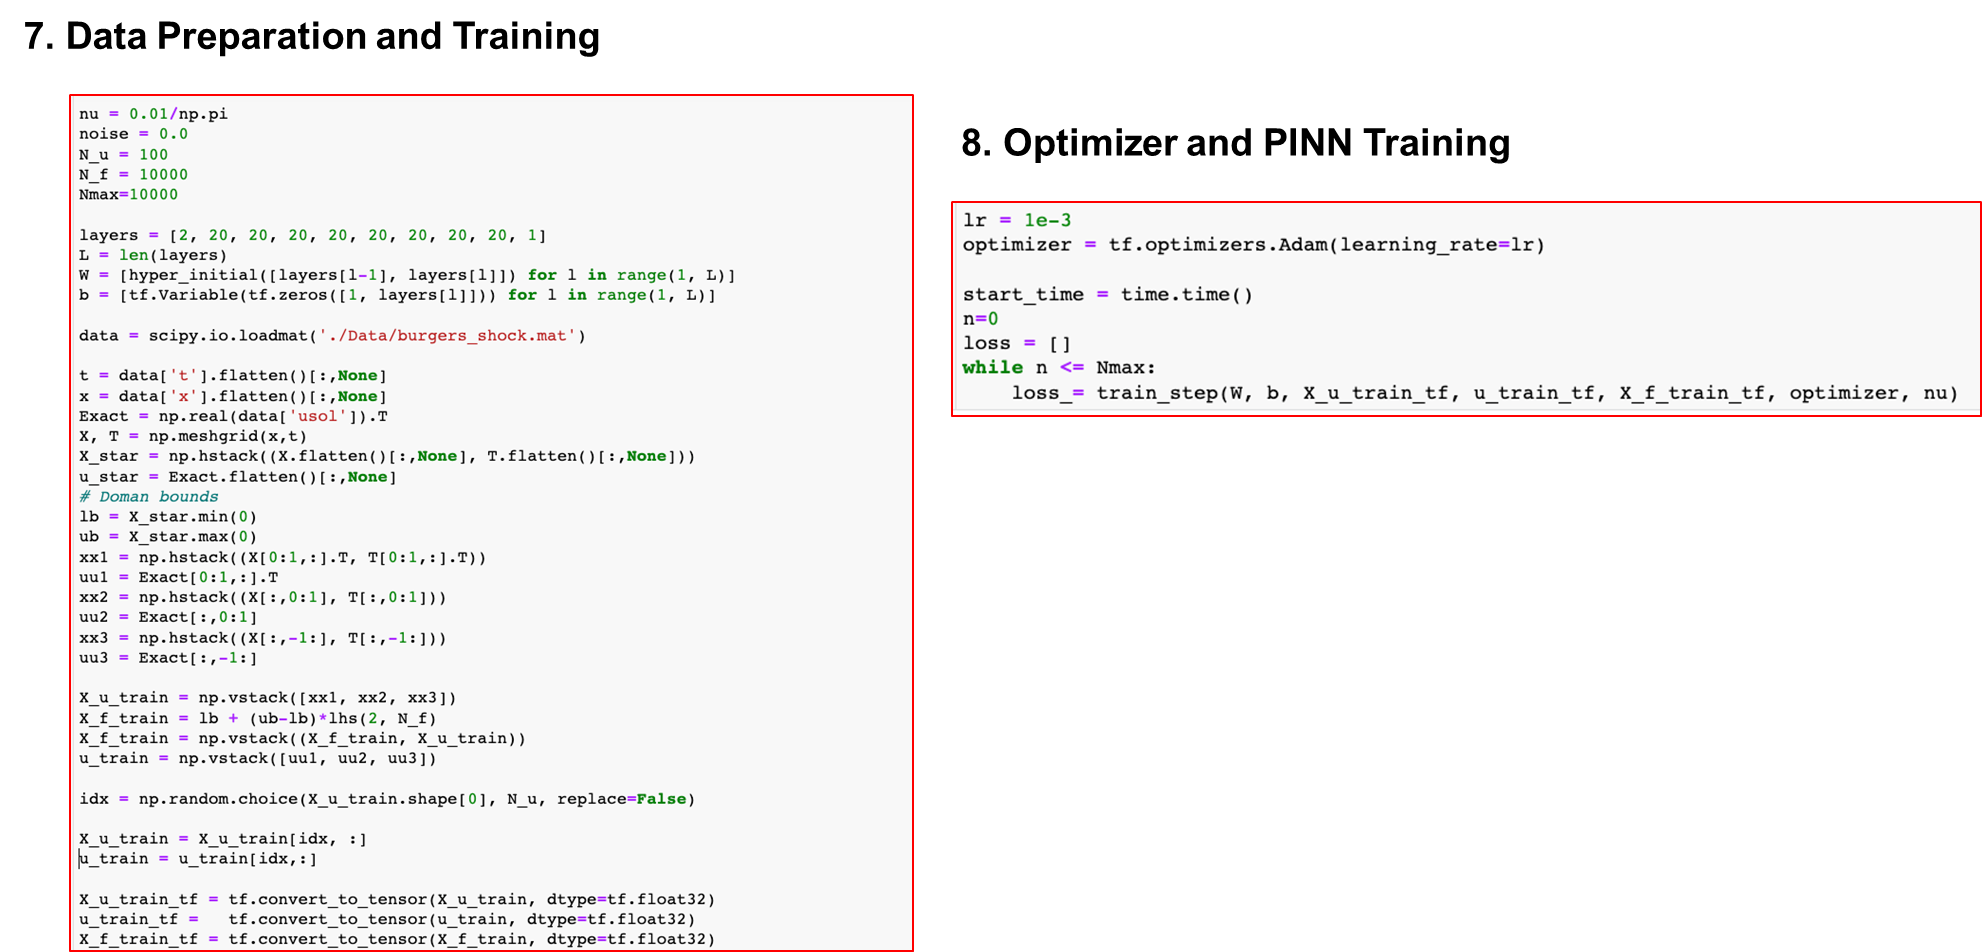 7. Data Preparation and Training
nu = 0.01/np.pi
noise = 0.0
N_u = 100
N_f = 10000
Nmax=10000
layers = [2, 20, 20, 20, 20, 20, 20, 20, 20, 1]
L = len(layers)
W = [hyper_initial([layers[l-1], layers[l]]) for l in range(1, L)]
b = [tf.Variable(tf.zeros([1, layers[l]])) for l in range(1, L)]
data = scipy.io.loadmat('./Data/burgers_shock.mat')
t = data['t'].flatten()[:,None]
x = data['x'].flatten()[:,None]
Exact = np.real(data['usol']).T
X, T = np.meshgrid(x,t)
X_star = np.hstack((X.flatten()[:,None], T.flatten()[:,None]))
u_star = Exact.flatten()[:,None]
# Doman bounds
lb = X_star.min(0)
ub = X_star.max(0)
xx1 = np.hstack((X[0:1,:].T, T[0:1,:].T))
uu1 = Exact[0:1,:].T
xx2 = np.hstack((X[:,0:1], T[:,0:1]))
uu2 = Exact[:,0:1]
xx3 = np.hstack((X[:,-1:], T[:,-1:]))
uu3 = Exact[:,-1:]
X_u_train = np.vstack([xx1, xx2, xx3])
X_f_train = lb + (ub-lb)*lhs(2, N_f)
X_f_train = np.vstack((X_f_train, X_u_train))
u_train = np.vstack([uu1, uu2, uu3])
idx = np.random.choice(X_u_train.shape[0], N_u, replace=False)
X_u_train = X_u_train[idx, :]
u_train = u_train[idx,:]
X_u_train_tf = tf.convert_to_tensor(X_u_train, dtype=tf.float32)
u_train_tf =   tf.convert_to_tensor(u_train, dtype=tf.float32)
X_f_train_tf = tf.convert_to_tensor(X_f_train, dtype=tf.float32)
8. Optimizer and PINN Training
lr = 1e-3
optimizer = tf.optimizers.Adam(learning_rate=lr)
start_time = time.time()
n=0
loss = []
while n <= Nmax:
    loss_= train_step(W, b, X_u_train_tf, u_train_tf, X_f_train_tf, optimizer, nu)